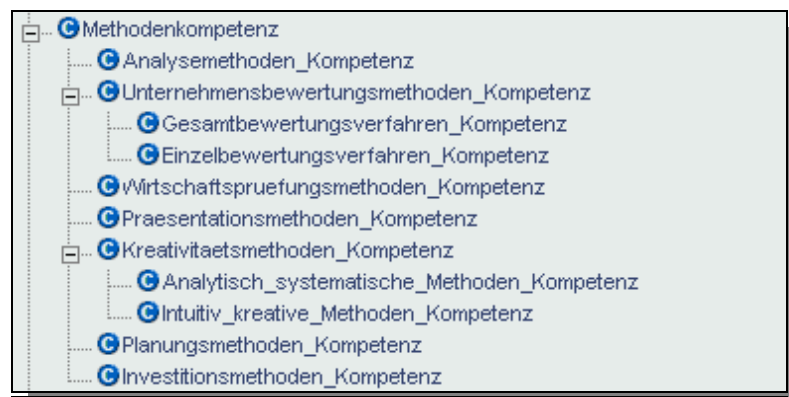 Methodenkompetenz
Analysemethoden_Kompetenz
Unternehmensbewertungsmethoden_Kompetenz
Gesamtbewertungsverfahren_Kompetenz
Einzelbewertungsverfahren_Kompetenz
Wirtschaftspruefungsmethoden_Kompetenz
Praesentationsmethoden_Kompetenz
Kreativitaetsmethoden_Kompetenz
Analytisch_systematische_Methoden_Kompetenz
Intuitiv_kreative_Methoden_Kompetenz
Planungsmethoden_Kompetenz
Investitionsmethoden_Kompetenz